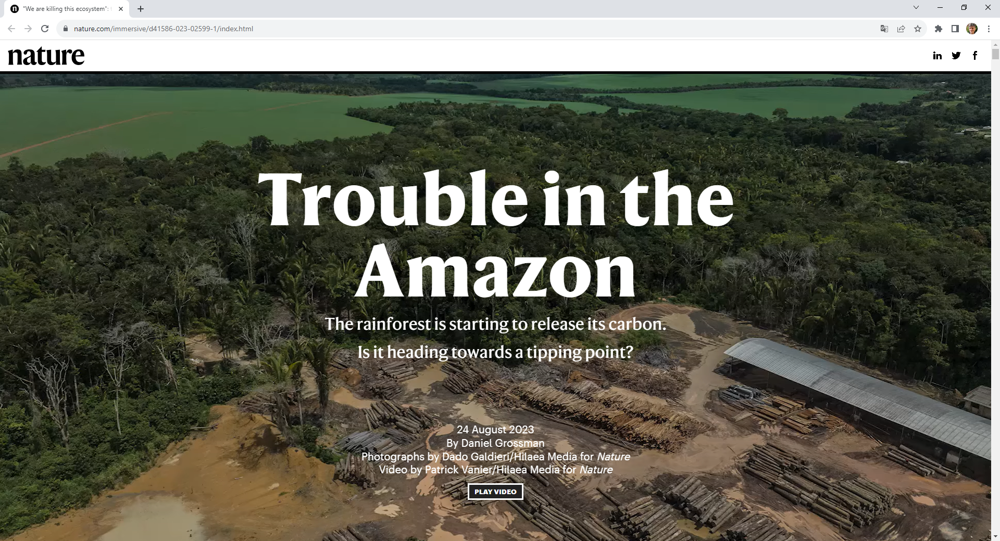 "We are killing this ecosystem":
nature.com/immersive/d41586-023-02599-1/index.html
nature
Trouble in the
Amazon
The rainforest is starting to release its carbon.
Is it heading towards a tipping point?
24 August 2023
By Daniel Grossman
Photographs by Dado Galdieri/Hilaea Media for Nature
Video by Patrick Vanier/Hilaea Media for Nature
PLAY VIDEO